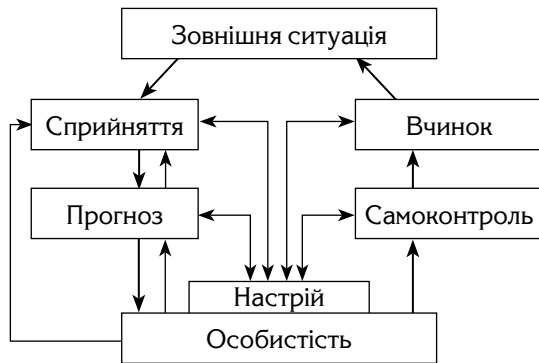 Зовнішня ситуація
Сприйняття
Вчинок
Прогноз
Самоконтроль
Настрій
Особистість